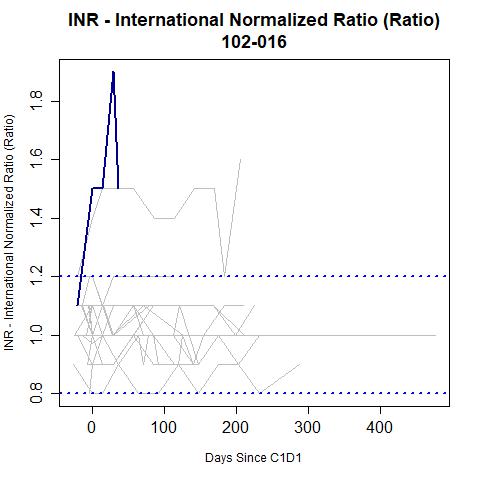 INR - International Normalized Ratio (Ratio)
102-016
INR - International Normalized Ratio (Ratio)
1.8
1.6
1.4
1.2
1.0
0.8
0 100 200 300 400
Days Since C1D1